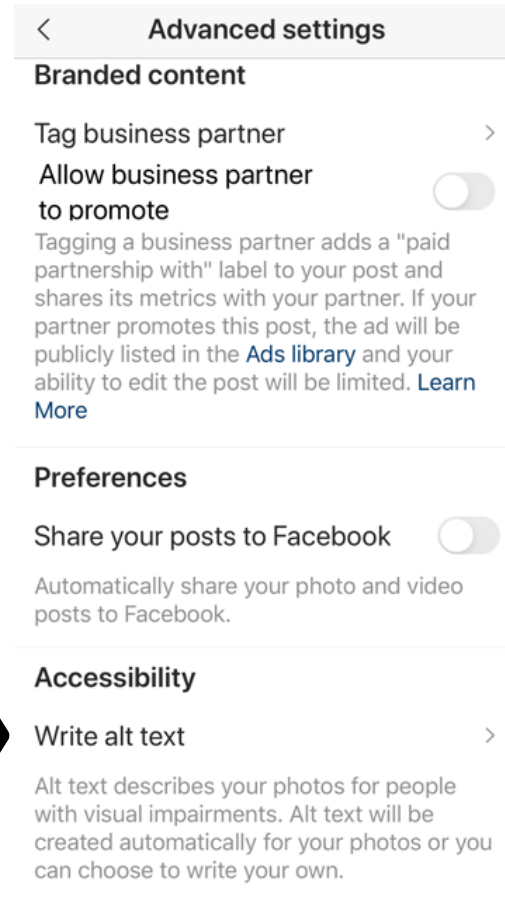 Advanced settings
Branded content
Tag business partner
Allow business partner
to promote
Tagging a business partner adds a "paid
partnership with" label to your post and
shares its metrics with your partner. If your
partner promotes this post, the ad will be
publicly listed in the Ads library and your
ability to edit the post will be limited. Learn
More
Preferences
Share your posts to Facebook
Automatically share your photo and video
posts to Facebook.
Accessibility
Write alt text
Alt text describes your photos for people
with visual impairments. Alt text will be
created automatically for your photos or you
can choose to write your own.